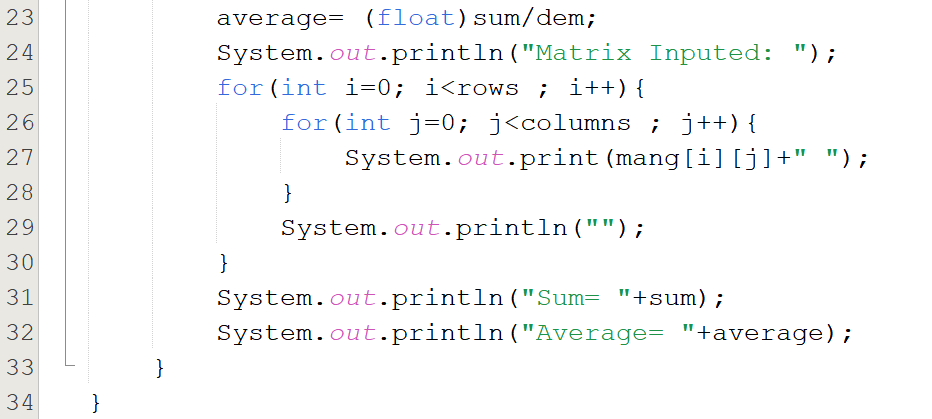 23 average= (float)sum/dem;
24 System.out.println("Matrix Inputed: ");
25 for(int i=0; i<rows ; i++){
26 for(int j=0; j<columns ; j++){
27 System.out.print(mang[i][j]+" ");
28 }
29 System.out.println("");
30 }
31 System.out.println("Sum= "+sum);
32 System.out.println("Average= "+average);
33 }
34 }